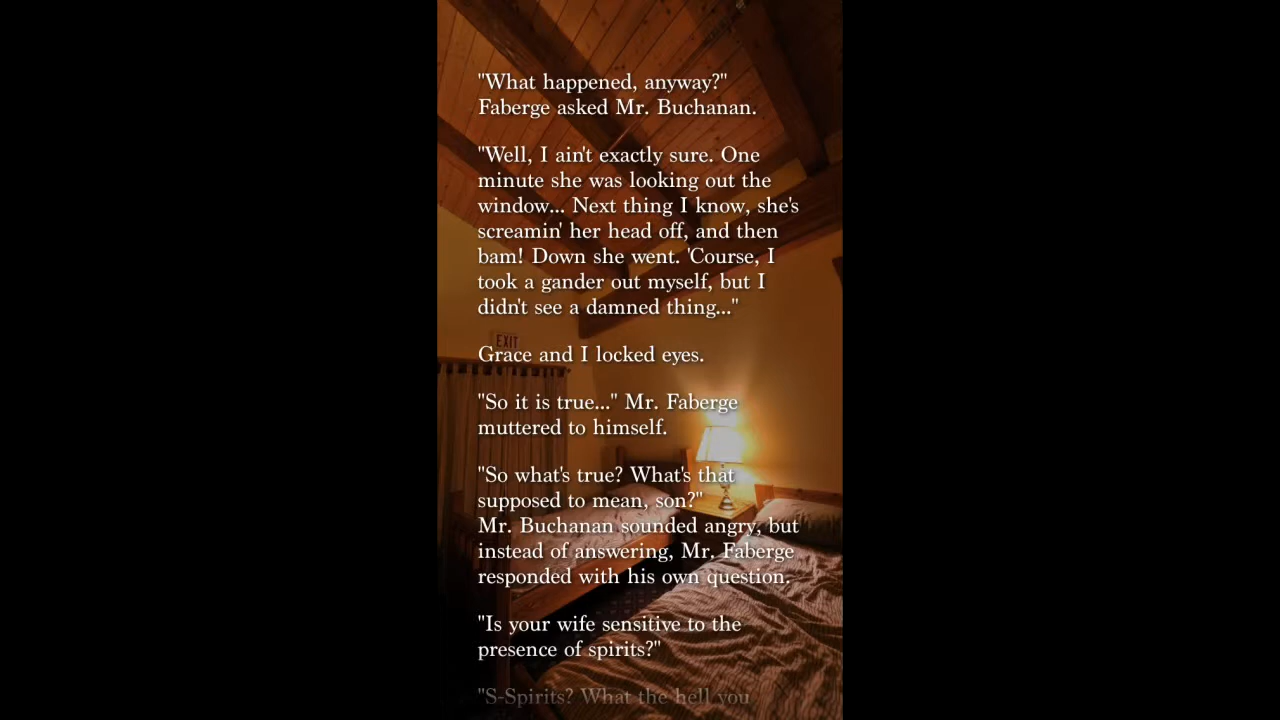 "What happened, anyway?"
Faberge asked Mr. Buchanan.
"Well, I ain't exactly sure. One
minute she was looking out the
window... Next thing I know, she's
screamin' her head off, and then
bam! Down she went. 'Course, I
took a gander out myself, but I
didn't see a damned thing..."
EXIT
Grace and I locked eyes.
"So it is true..." Mr. Faberge
muttered to himself.
"So what's true? What's that
supposed to mean, son?"
Mr. Buchanan sounded angry, but
instead of answering, Mr. Faberge
responded with his own question.
"Is your wife sensitive to the
presence of spirits?"
"S-Spirits? What the hell you